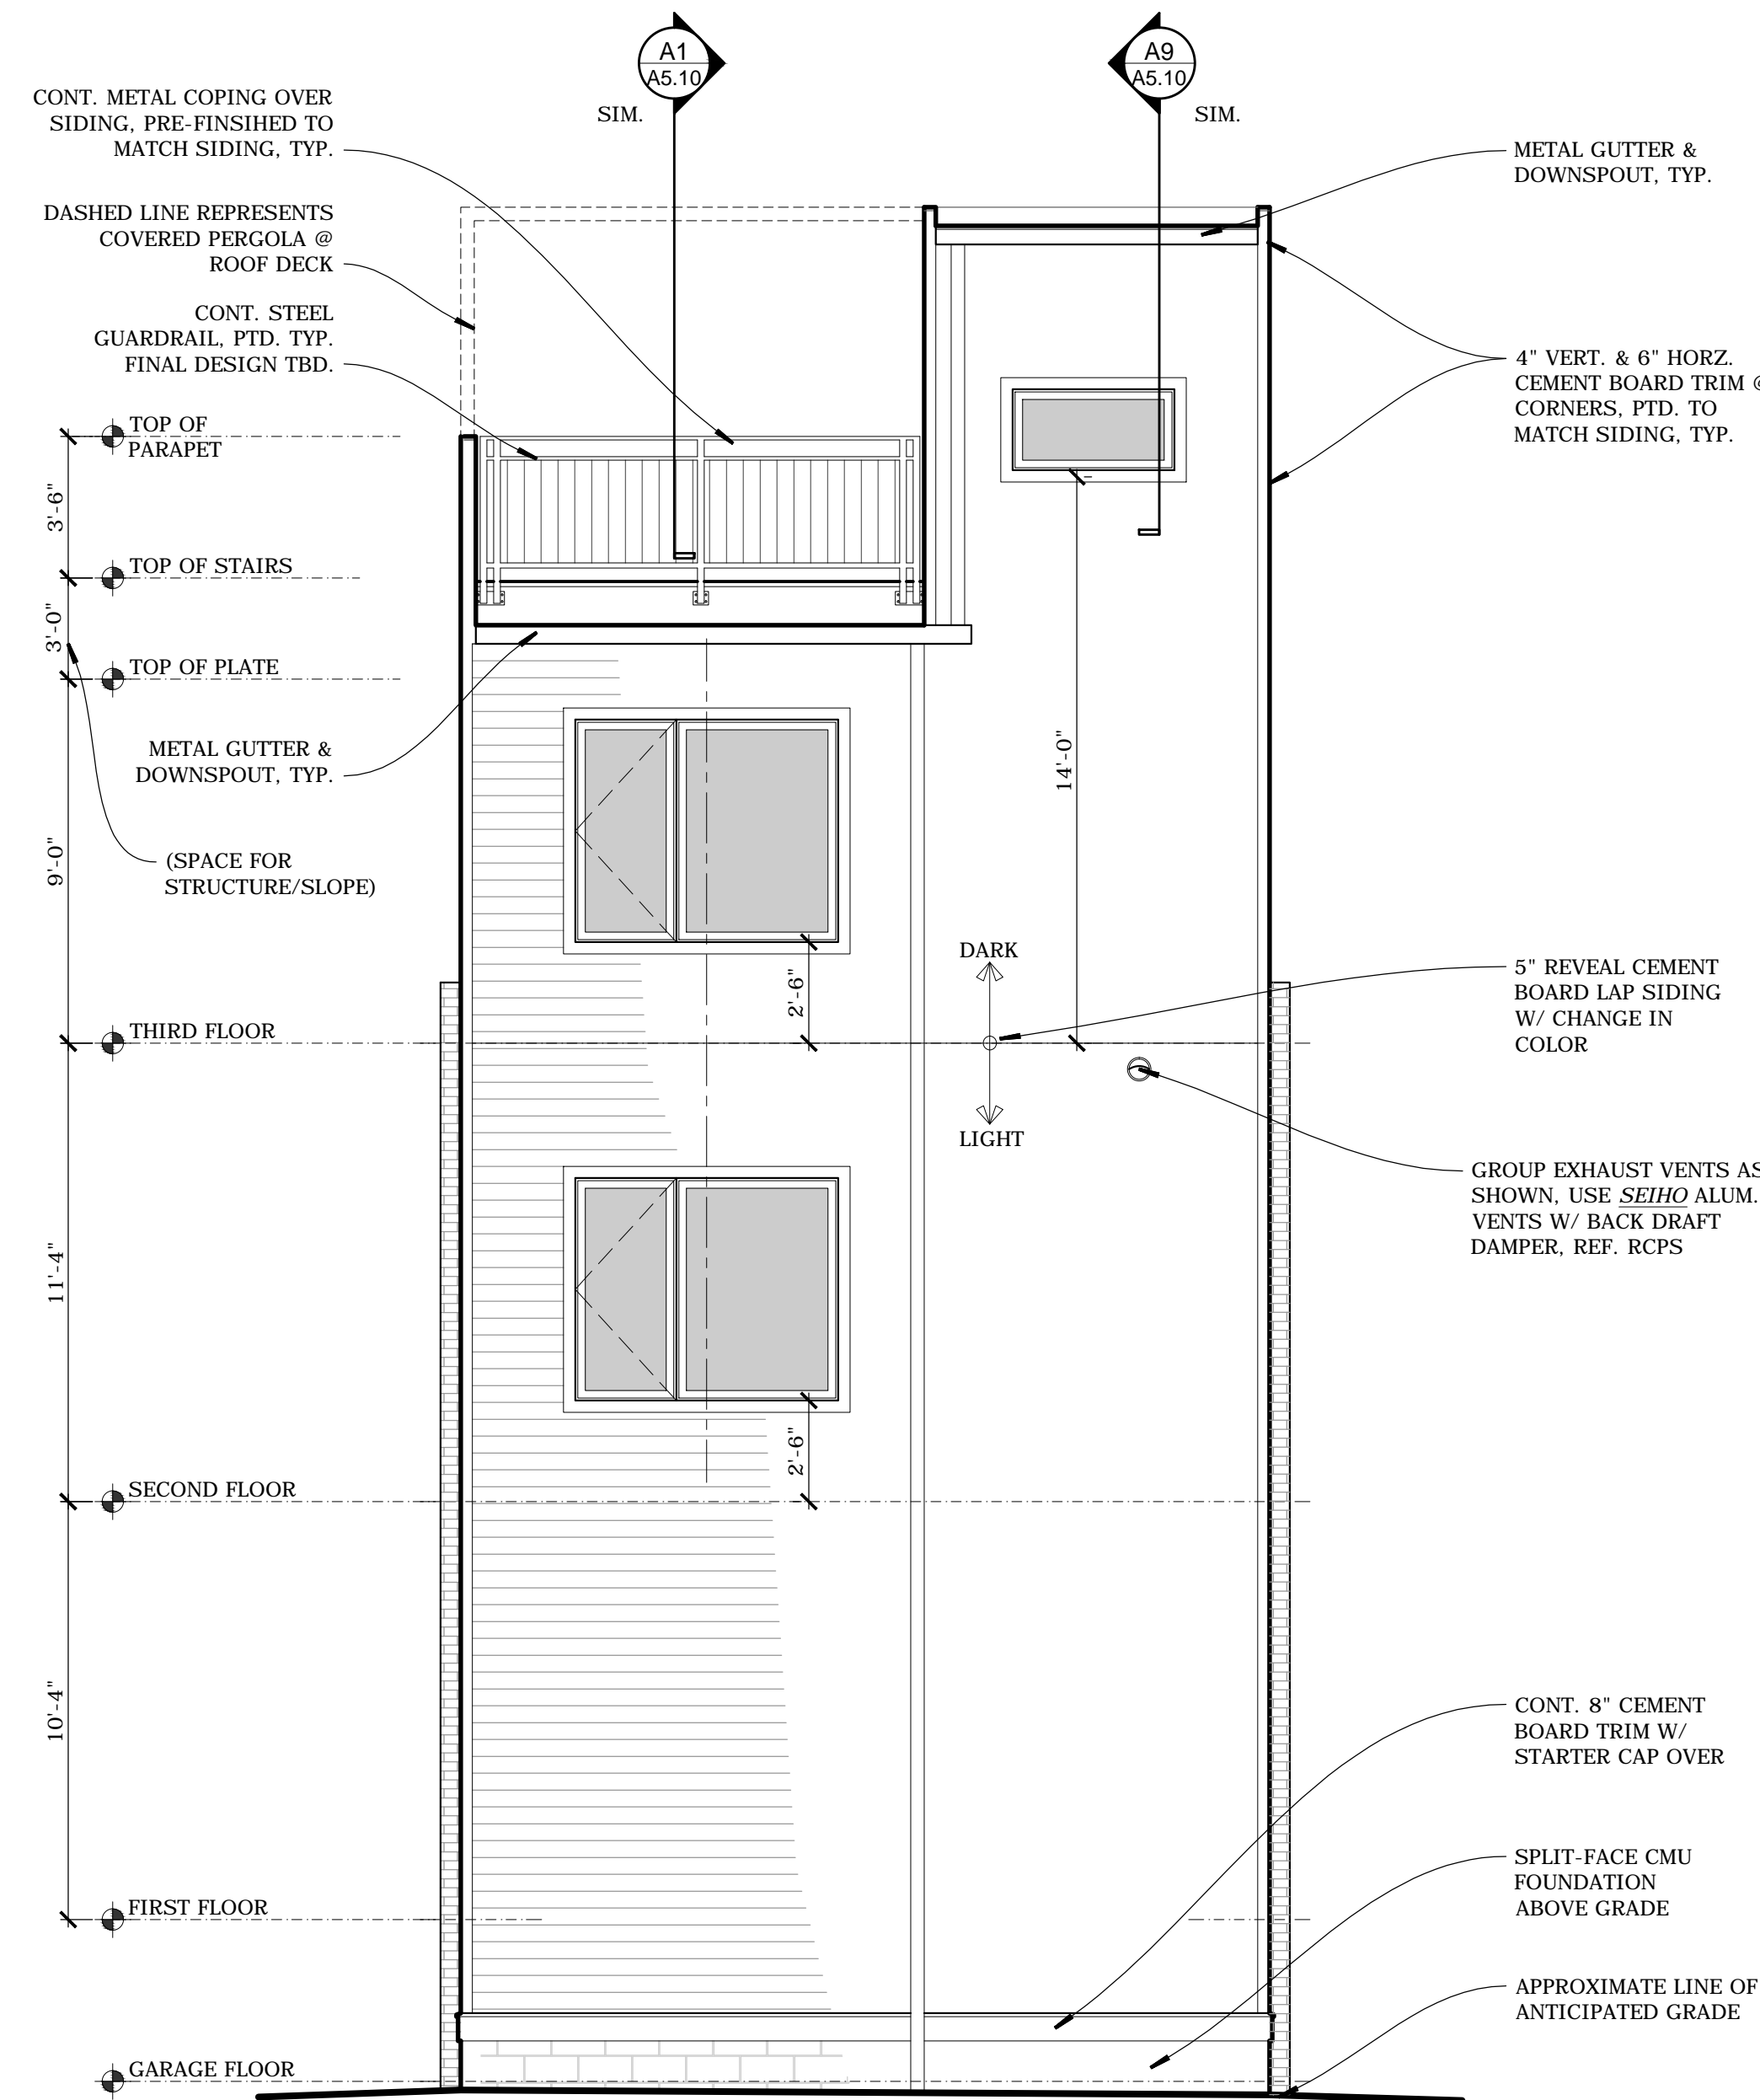 A1
A5.10
SIM.
A9
A5.10
SIM.
CONT. METAL COPING OVER
SIDING, PRE-FINSIHED TO
MATCH SIDING, TYP.
DASHED LINE REPRESENTS
COVERED PERGOLA @
ROOF DECK
CONT. STEEL
GUARDRAIL, PTD. TYP.
FINAL DESIGN TBD.
METAL GUTTER &
DOWNSPOUT, TYP.
4" VERT. & 6" HORZ.
CEMENT BOARD TRIM @
CORNERS, PTD. TO
MATCH SIDING, TYP.
TOP OF
PARAPET
3'-6"
TOP OF STAIRS
3'-0"
TOP OF PLATE
METAL GUTTER &
DOWNSPOUT, TYP.
9'-0"
(SPACE FOR
STRUCTURE/SLOPE)
14'-0"
2'-6"
DARK
LIGHT
5" REVEAL CEMENT
BOARD LAP SIDING
W/ CHANGE IN
COLOR
THIRD FLOOR
GROUP EXHAUST VENTS AS
SHOWN, USE SEIHO ALUM.
VENTS W/ BACK DRAFT
DAMPER, REF. RCPS
11'-4"
2'-6"
SECOND FLOOR
10'-4"
CONT. 8" CEMENT
BOARD TRIM W/
STARTER CAP OVER
FIRST FLOOR
SPLIT-FACE CMU
FOUNDATION
ABOVE GRADE
APPROXIMATE LINE OF
ANTICIPATED GRADE
GARAGE FLOOR